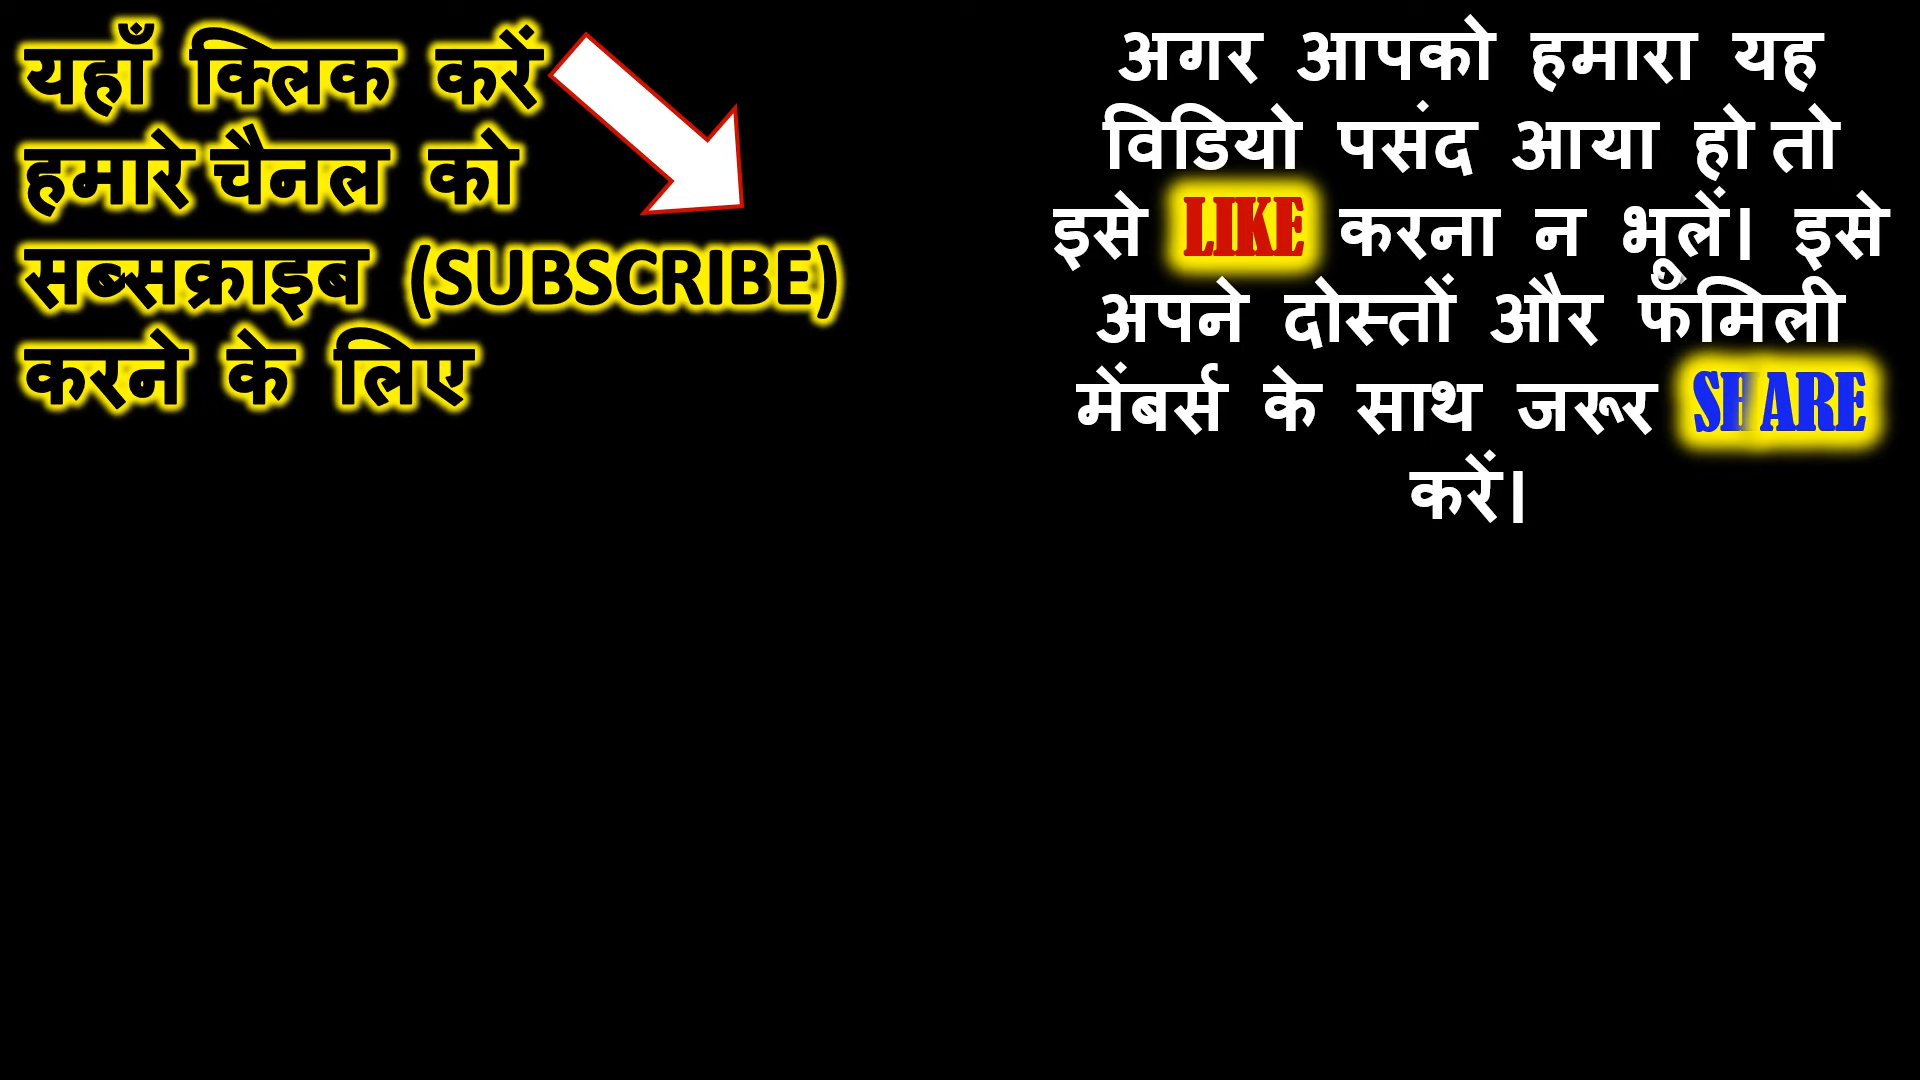 यहाँ क्लिक करें
हमारे चैनल को
सब्सक्राइब (SUBSCRIBE)
करने के लिए
अगर आपको हमारा यह
विडियो पसंद आया हो तो
इसे LIKE करना न भूलें। इसे
अपने दोस्तों और फॅमिली
मेंबर्स के साथ जरूर SHARE
करें।